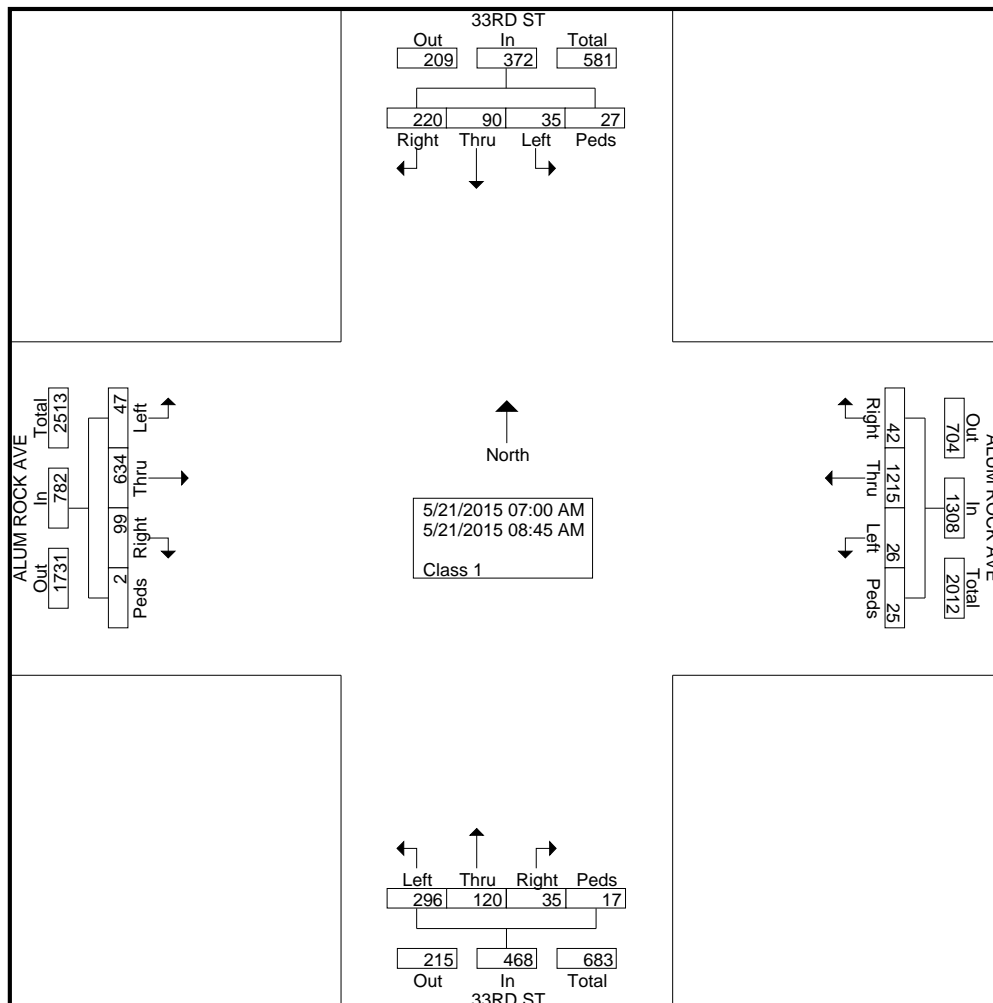 33RD ST
Out In Total
209 372 581
220 90 35 27
Right Thru Left Peds
ALUM ROCK AVE
Total In Out
2513 782 1731
47 634 99 2
Left Thru Right Peds
North
5/21/2015 07:00 AM
5/21/2015 08:45 AM
Class 1
Right Thru Left Peds
42 1215 26 25
704 1308 2012
Out In Total
ALUM ROCK AVE
Left Thru Right Peds
296 120 35 17
215 468 683
Out In Total
33RD ST